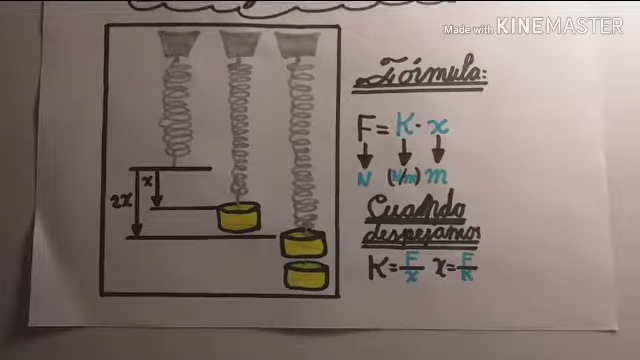 Made with KINEMASTER
Fórmula:
F = K · x
N (N/m) m
x
2x
Cuando
despejamos
K = F/x x = F/K